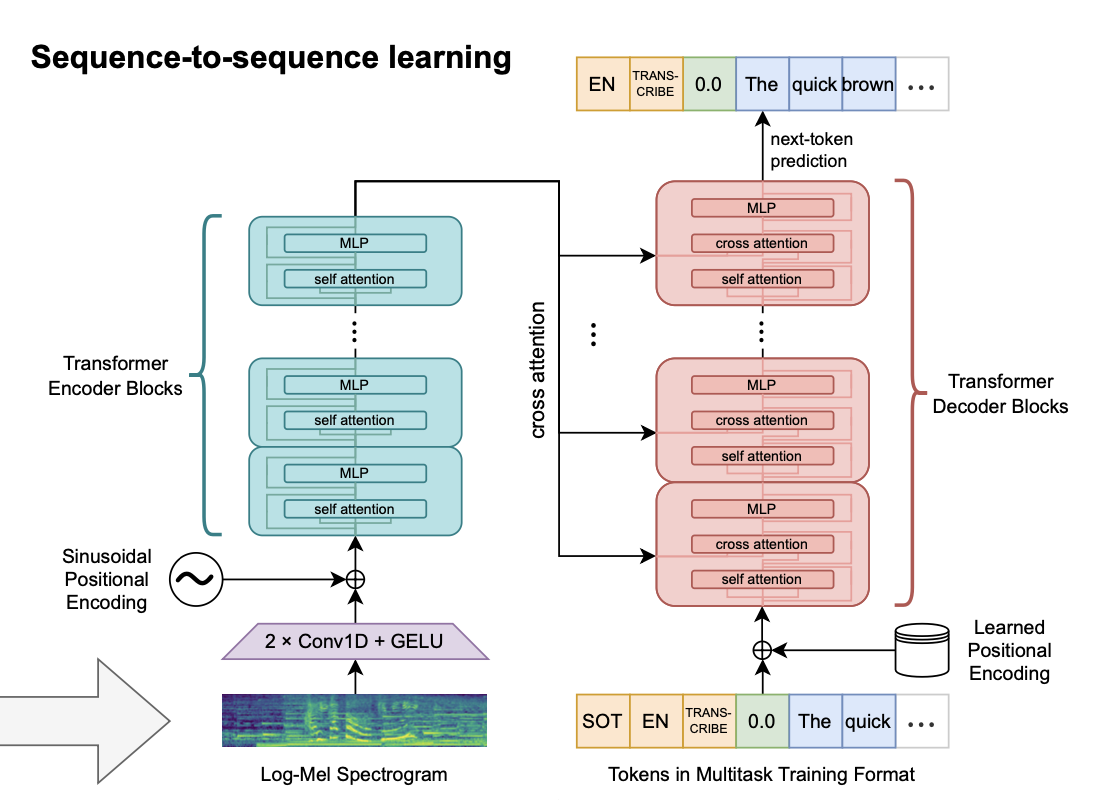 Sequence-to-sequence learning
EN TRANS-CRIBE 0.0 The quick brown ...
next-token
prediction
MLP
cross attention
self attention
MLP
self attention
...
...
...
cross attention
Transformer
Encoder Blocks
MLP
self attention
MLP
self attention
MLP
cross attention
self attention
MLP
cross attention
self attention
Transformer
Decoder Blocks
Sinusoidal
Positional
Encoding
~
2 × Conv1D + GELU
Learned
Positional
Encoding
SOT EN TRANS-CRIBE 0.0 The quick ...
Log-Mel Spectrogram
Tokens in Multitask Training Format